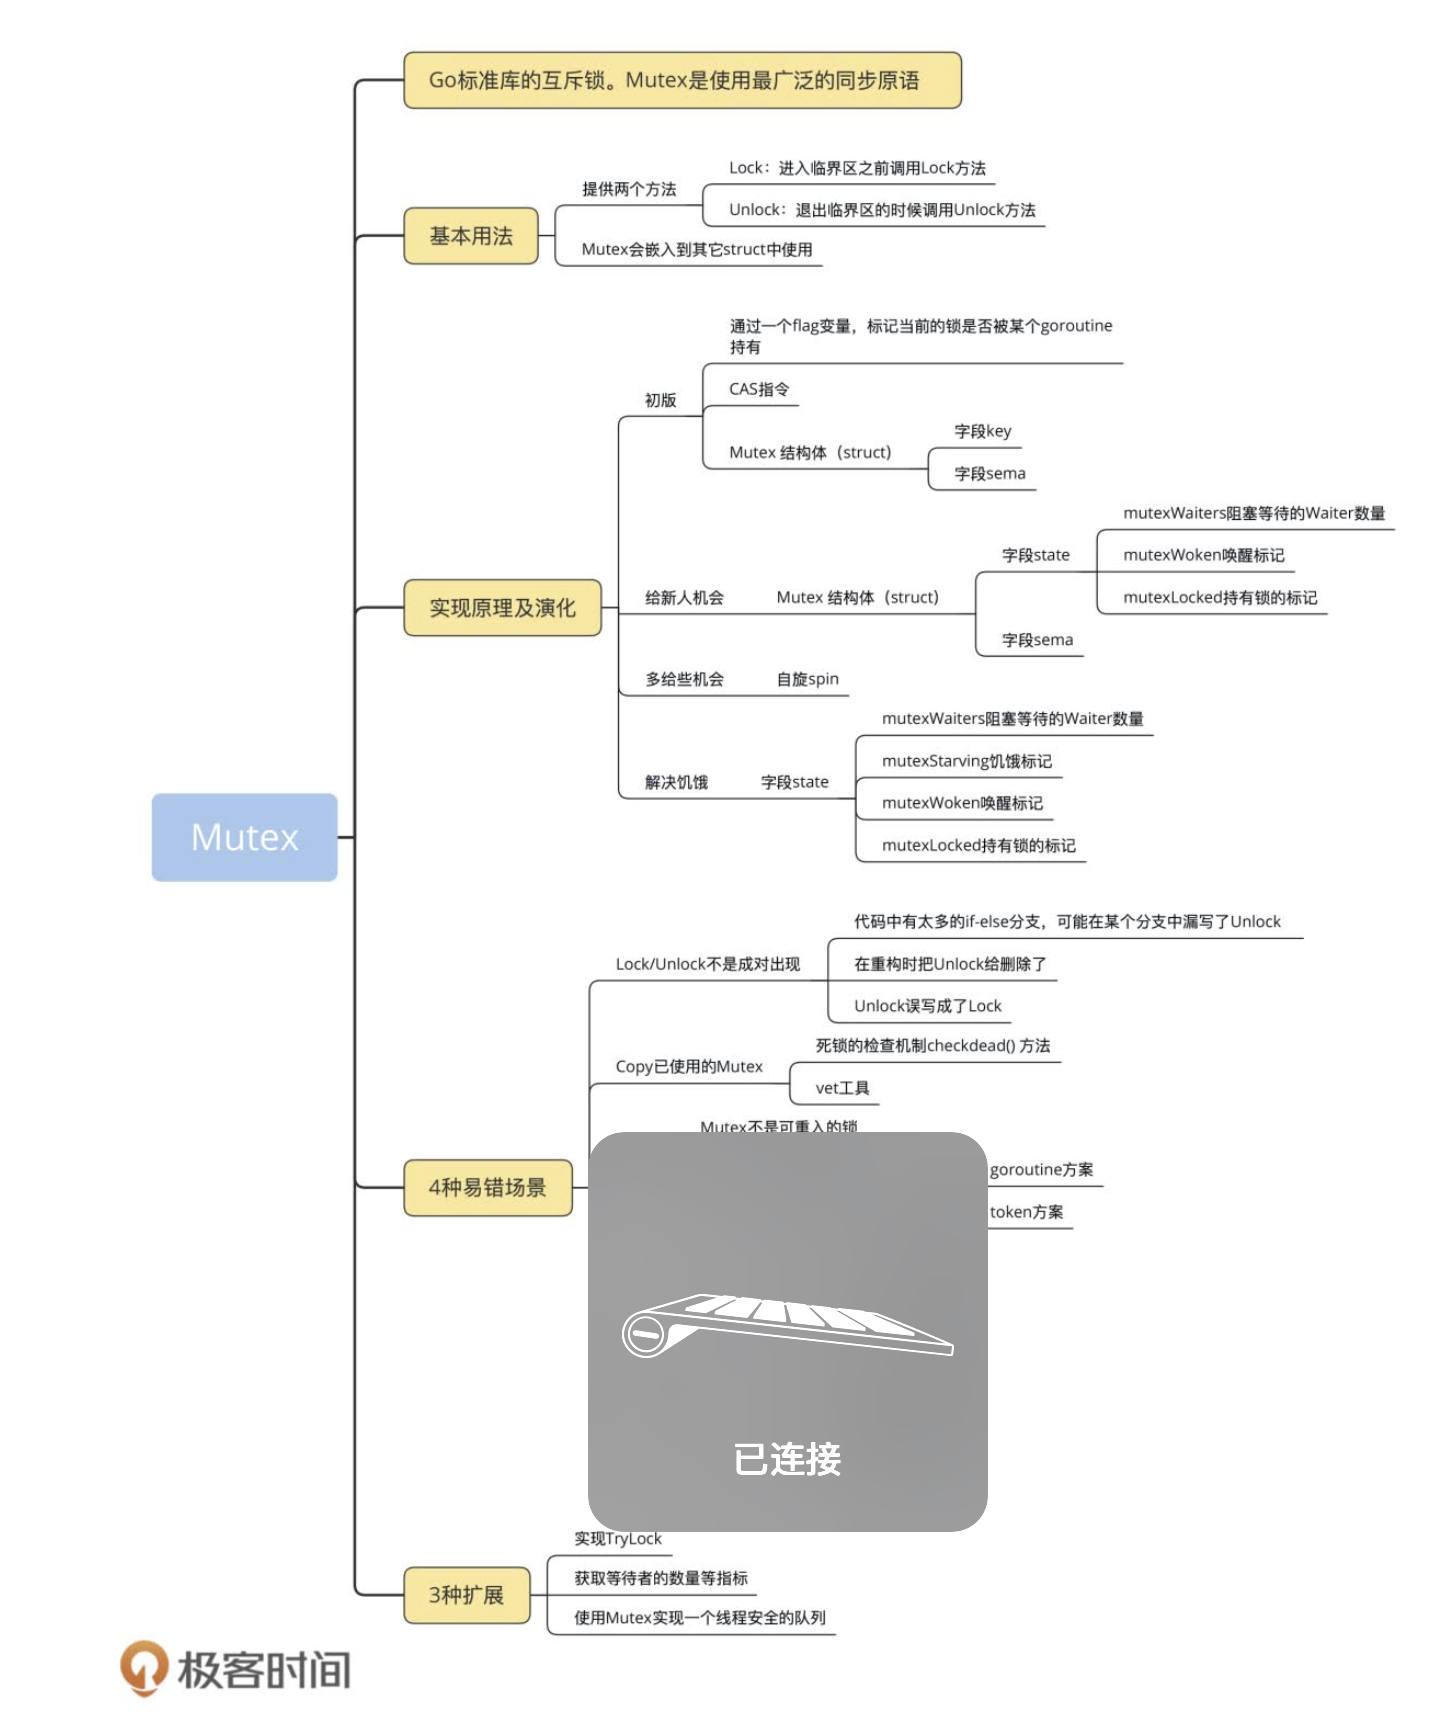 Go标准库的互斥锁。Mutex是使用最广泛的同步原语
Lock：进入临界区之前调用Lock方法
提供两个方法
Unlock：退出临界区的时候调用Unlock方法
基本用法
Mutex会嵌入到其它struct中使用
通过一个flag变量，标记当前的锁是否被某个goroutine
持有
初版
CAS指令
字段key
Mutex 结构体（struct）
字段sema
mutexWaiters阻塞等待的Waiter数量
字段state
mutexWoken唤醒标记
给新人机会
Mutex 结构体（struct）
mutexLocked持有锁的标记
实现原理及演化
字段sema
多给些机会
自旋spin
mutexWaiters阻塞等待的Waiter数量
mutexStarving饥饿标记
解决饥饿
字段state
mutexWoken唤醒标记
mutexLocked持有锁的标记
Mutex
代码中有太多的if-else分支，可能在某个分支中漏写了Unlock
Lock/Unlock不是成对出现
在重构时把Unlock给删除了
Unlock误写成了Lock
死锁的检查机制checkdead() 方法
Copy已使用的Mutex
vet工具
Mutex不是可重入的锁
goroutine方案
4种易错场景
token方案
已连接
实现TryLock
获取等待者的数量等指标
3种扩展
使用Mutex实现一个线程安全的队列
极客时间